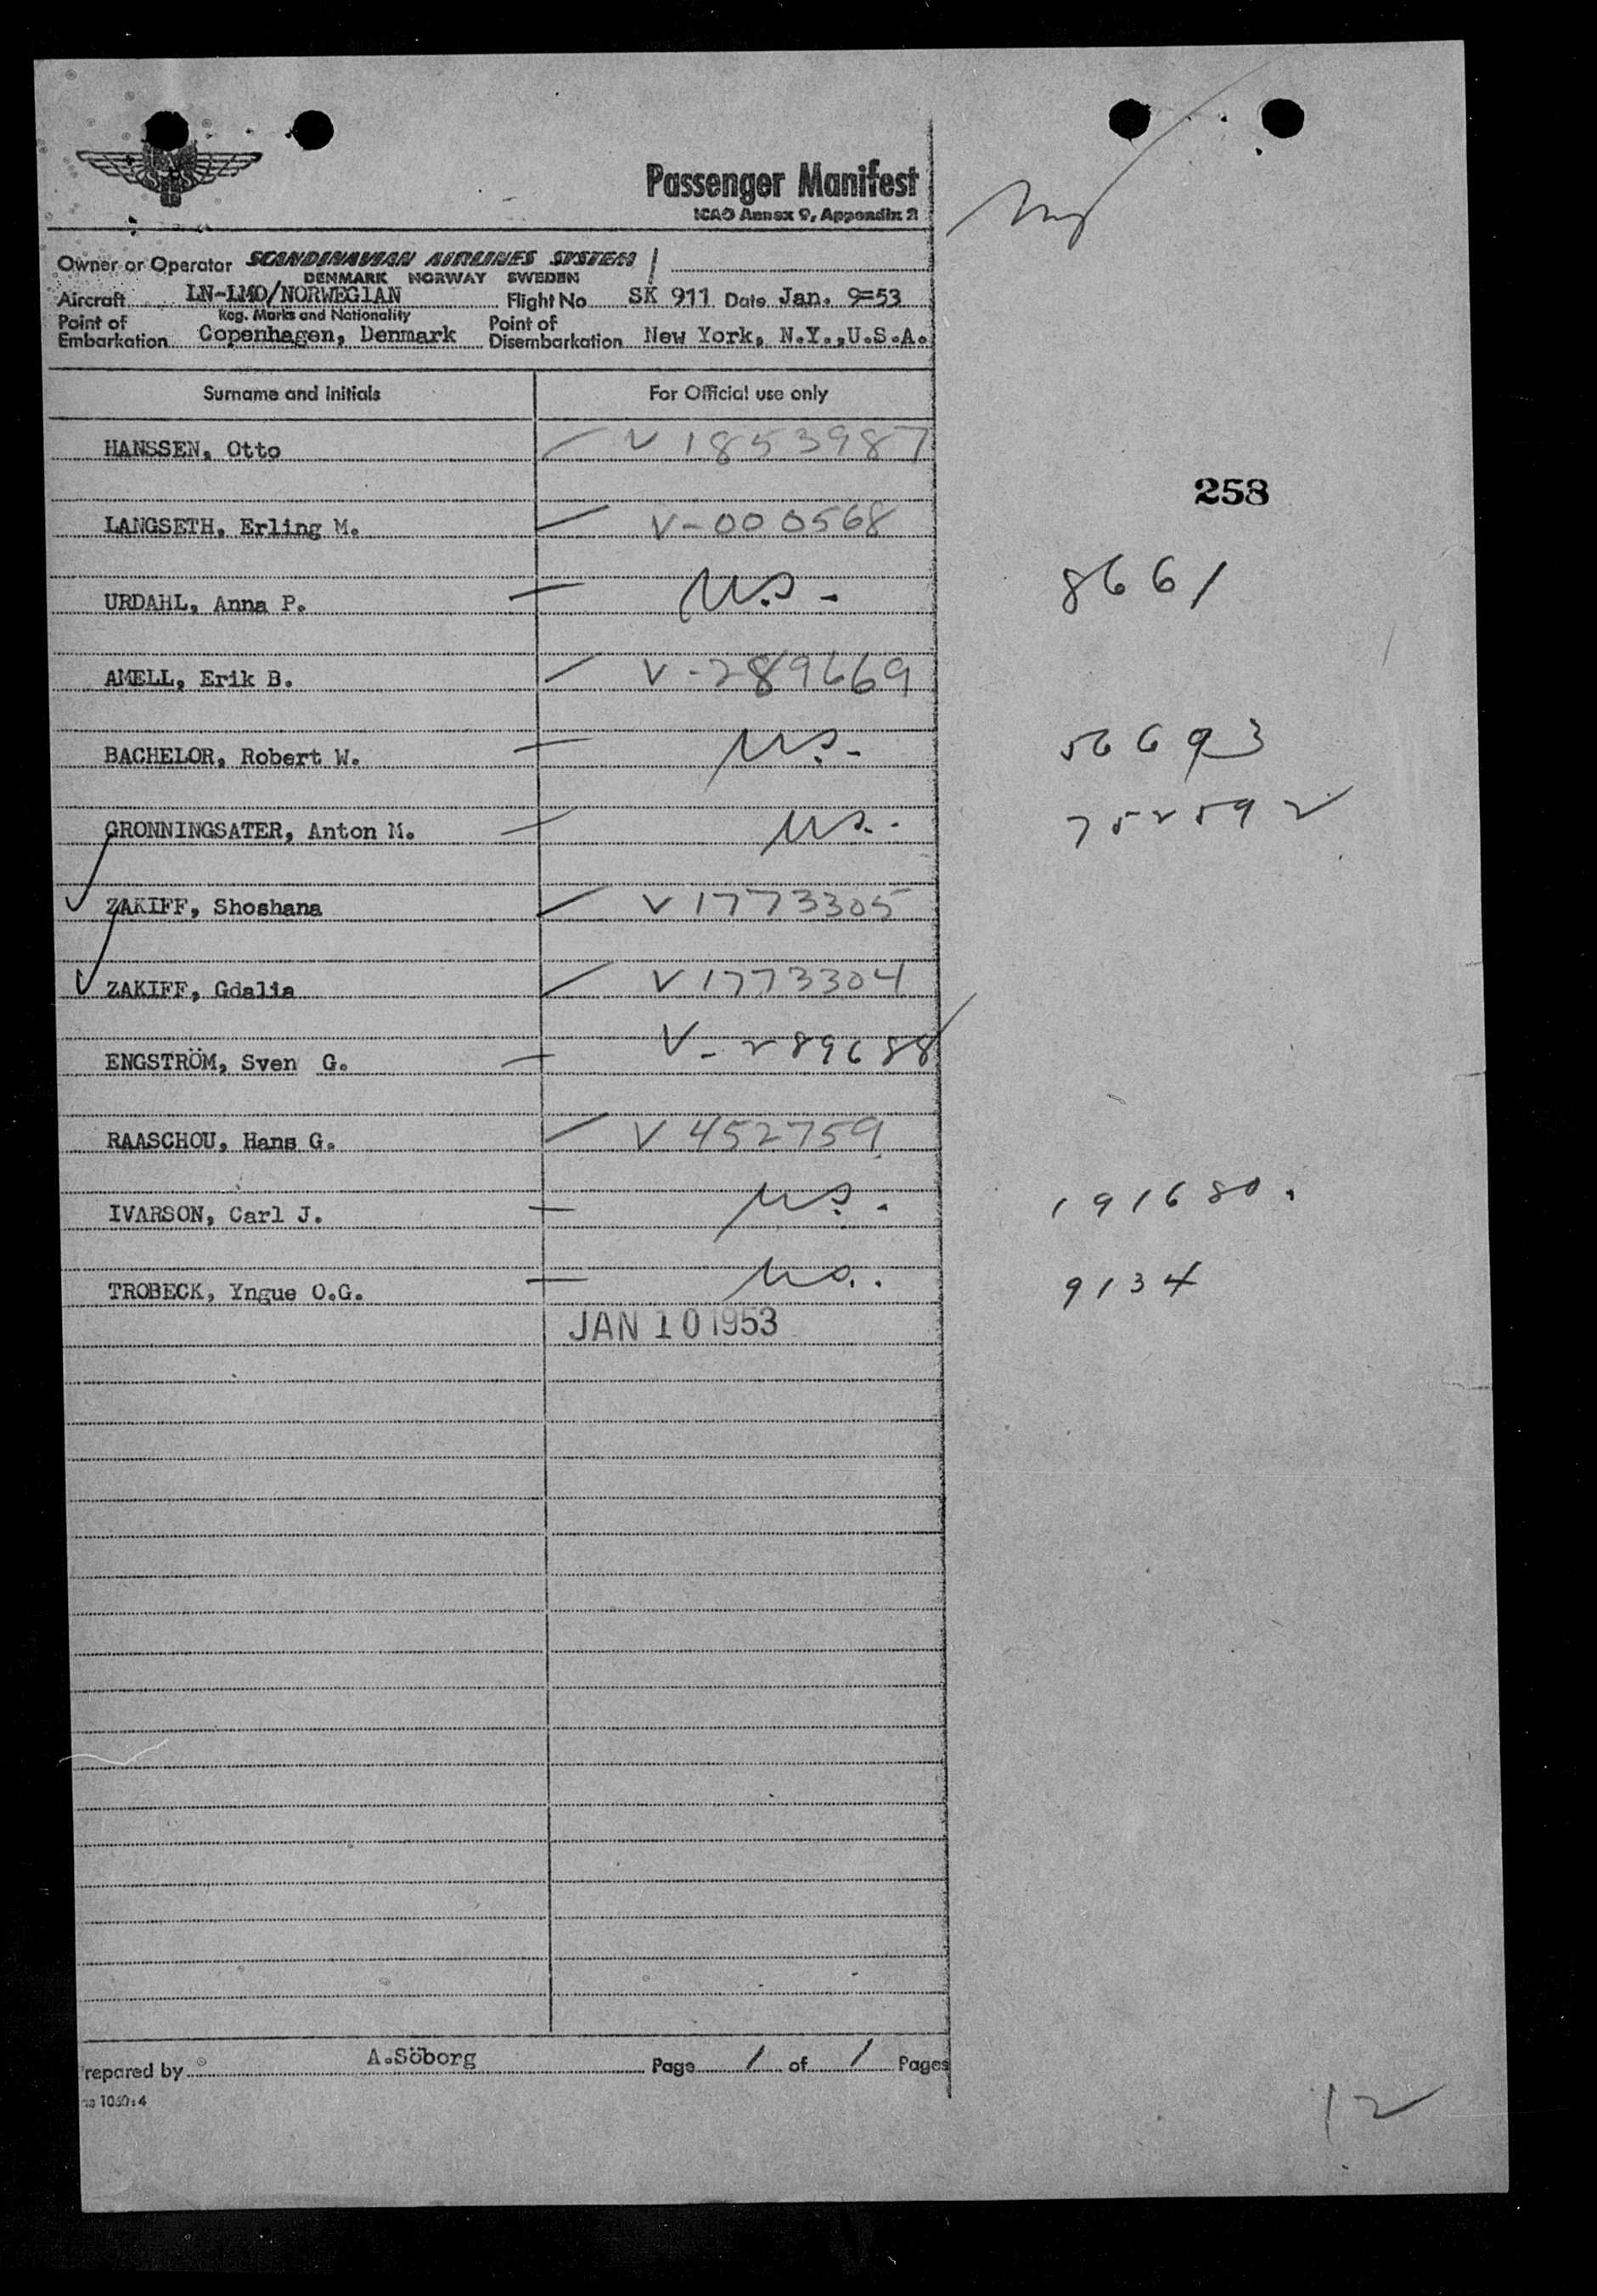 Passenger Manifest
ICAO Annex 9, Appendix 2
Owner or Operator SCANDINAVIAN AIRLINES SYSTEM
DENMARK NORWAY SWEDEN
Aircraft LN-LMO/NORWEGIAN Flight No SK 911 Date Jan. 9-53
Reg. Marks and Nationality
Point of Embarkation Copenhagen, Denmark Point of Disembarkation New York, N.Y.,U.S.A.
Surname and initials For Official use only
HANSSEN, Otto V 1853987
258
LANGSETH, Erling M. V-000568
URDAHL, Anna P. U.S. 8661
AMELL, Erik B. V-289669
BACHELOR, Robert W. U.S. 56693
GRONNINGSATER, Anton M. U.S. 752592
ZAKIFF, Shoshana V 1773305
ZAKIFF, Gdalia V 1773304
ENGSTRÖM, Sven G. V-289688
RAASCHOU, Hans G. V 452759
IVARSON, Carl J. U.S. 191680.
TROBECK, Yngue O.G. U.S. 9134
JAN 10 1953
Prepared by A.Söborg Page 1 of 1 Pages
12